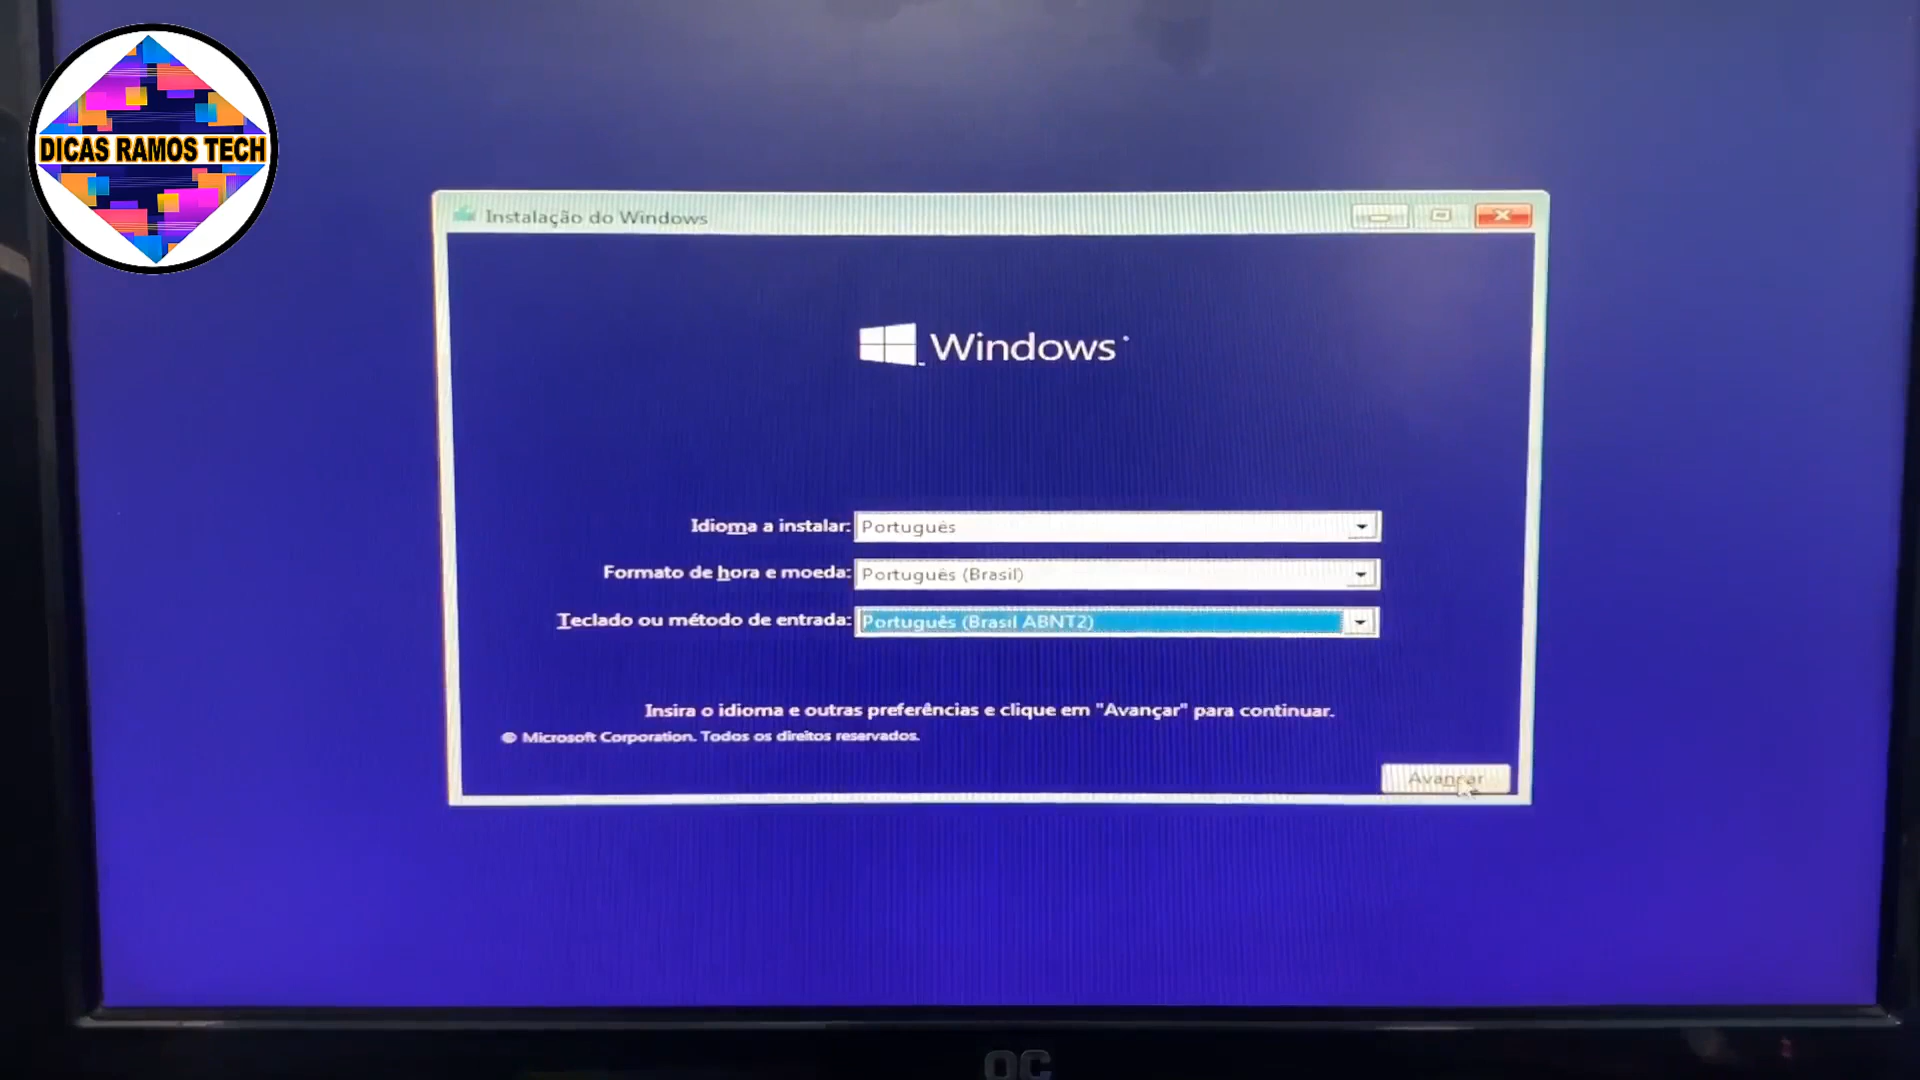 DICAS RAMOS TECH
Instalação do Windows
Windows
Idioma a instalar: Português
Formato de hora e moeda: Português (Brasil)
Teclado ou método de entrada: Português (Brasil ABNT2)
Insira o idioma e outras preferências e clique em "Avançar" para continuar.
© Microsoft Corporation. Todos os direitos reservados.
Avançar